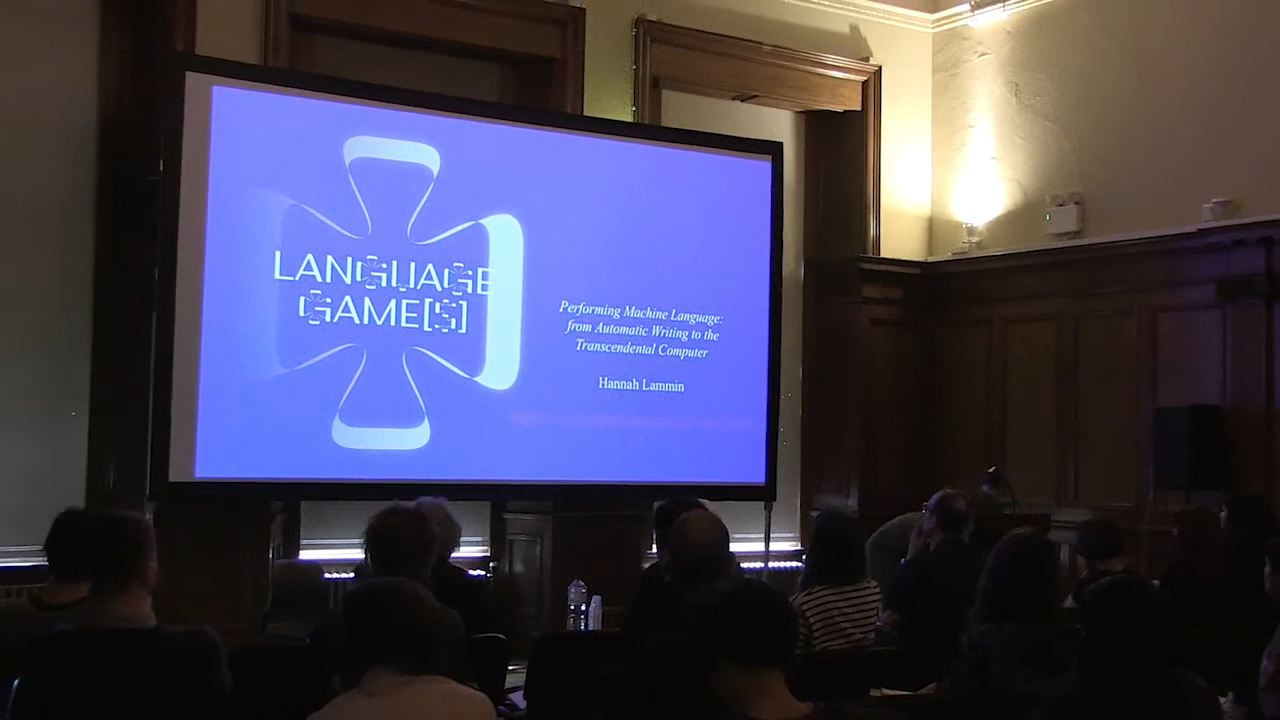 LANGUAGE
GAME[S]
Performing Machine Language:
from Automatic Writing to the
Transcendental Computer
Hannah Lammin